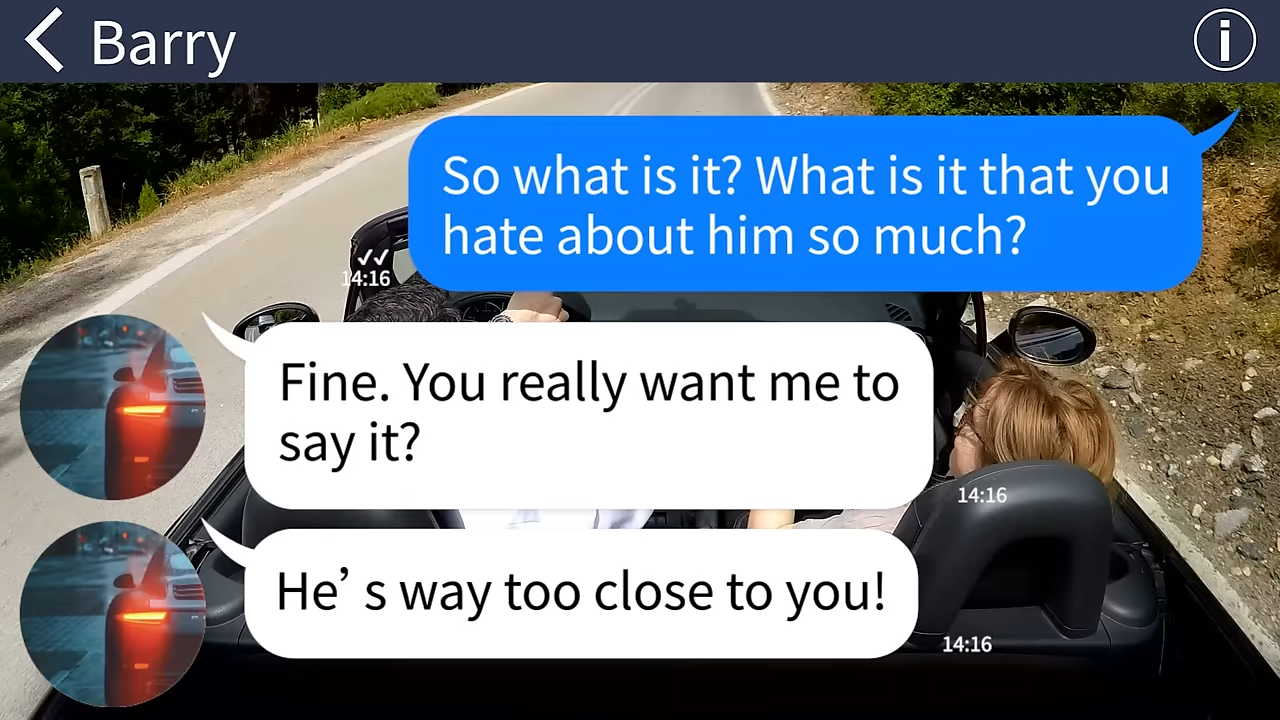 Barry
So what is it? What is it that you
hate about him so much?
14:16
Fine. You really want me to
say it?
14:16
He’s way too close to you!
14:16